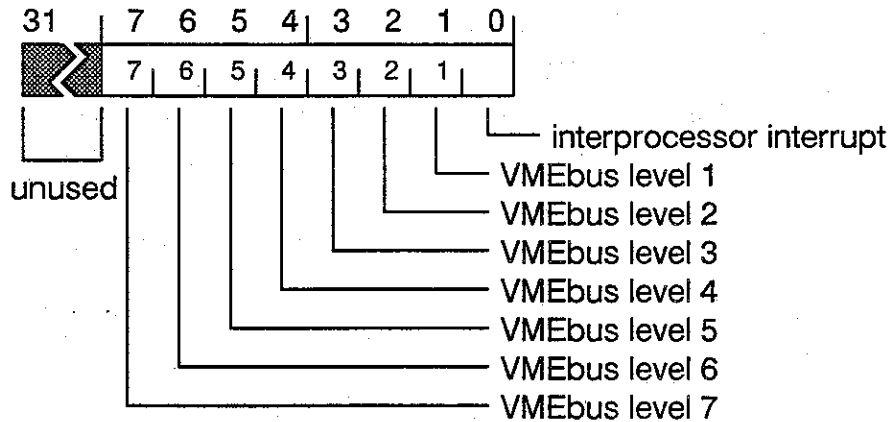 31 7 6 5 4 3 2 1 0
7 6 5 4 3 2 1
interprocessor interrupt
VMEbus level 1
unused
VMEbus level 2
VMEbus level 3
VMEbus level 4
VMEbus level 5
VMEbus level 6
VMEbus level 7